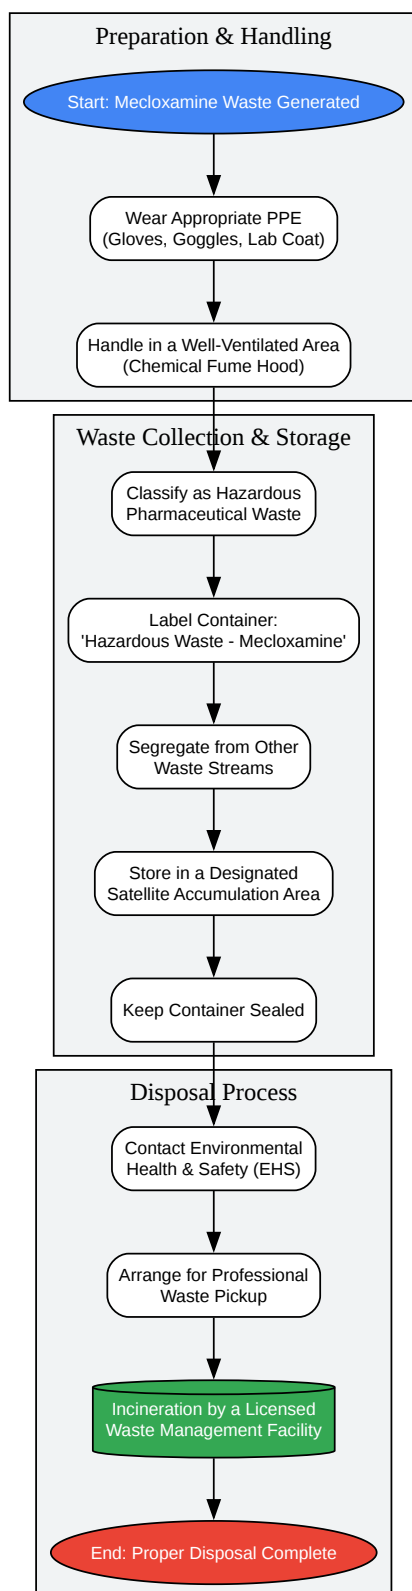 Preparation & Handling
Start: Mecloxamine Waste Generated
Wear Appropriate PPE
(Gloves, Goggles, Lab Coat)
Handle in a Well-Ventilated Area
(Chemical Fume Hood)
Waste Collection & Storage
Classify as Hazardous
Pharmaceutical Waste
Label Container:
'Hazardous Waste - Mecloxamine'
Segregate from Other
Waste Streams
Store in a Designated
Satellite Accumulation Area
Keep Container Sealed
Disposal Process
Contact Environmental
Health & Safety (EHS)
Arrange for Professional
Waste Pickup
Incineration by a Licensed
Waste Management Facility
End: Proper Disposal Complete